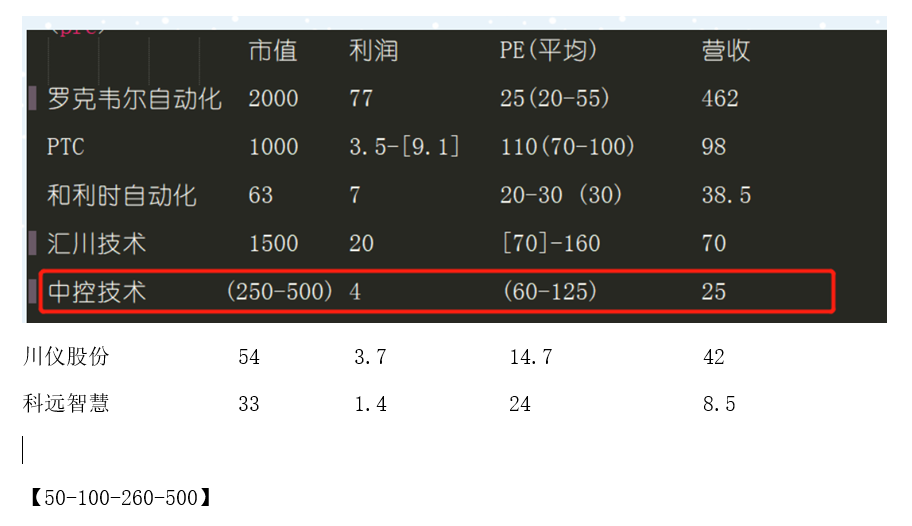 市值 利润 PE(平均) 营收
罗克韦尔自动化 2000 77 25(20-55) 462
PTC 1000 3.5-[9.1] 110(70-100) 98
和利时自动化 63 7 20-30 (30) 38.5
汇川技术 1500 20 [70]-160 70
中控技术 (250-500) 4 (60-125) 25
川仪股份 54 3.7 14.7 42
科远智慧 33 1.4 24 8.5
【50-100-260-500】